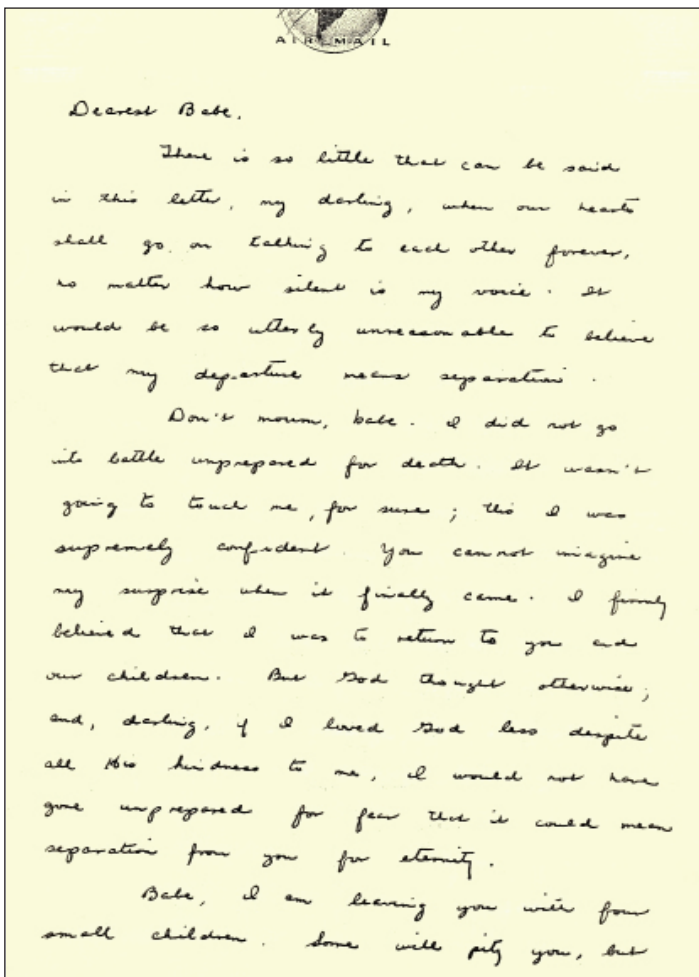 AIR MAIL
Dearest Babe,
There is so little that can be said
in this letter, my darling, when our hearts
shall go on talking to each other forever,
no matter how silent is my voice. It
would be so utterly unreasonable to believe
that my departure means separation.
Don't mourn, babe. I did not go
into battle unprepared for death. It wasn't
going to touch me, for sure; this I was
supremely confident. You cannot imagine
my surprise when it finally came. I firmly
believed that I was to return to you and
our children. But God thought otherwise;
and, darling, if I loved God less despite
all His kindness to me, I would not have
gone unprepared for fear that it could mean
separation from you for eternity.
Babe, I am leaving you with four
small children. Some will pity you, but